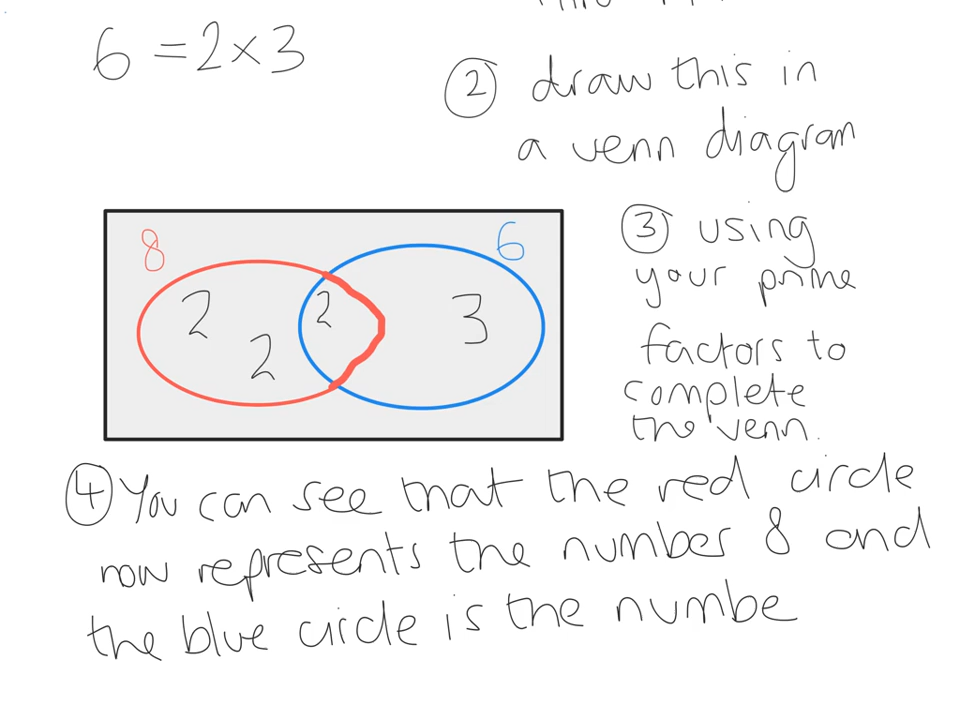 6 = 2 × 3
② draw this in
a venn diagram
8
6
2
2
2
3
③ using
your prime
factors to
complete
the venn.
④ You can see that the red circle
now represents the number 8 and
the blue circle is the numbe